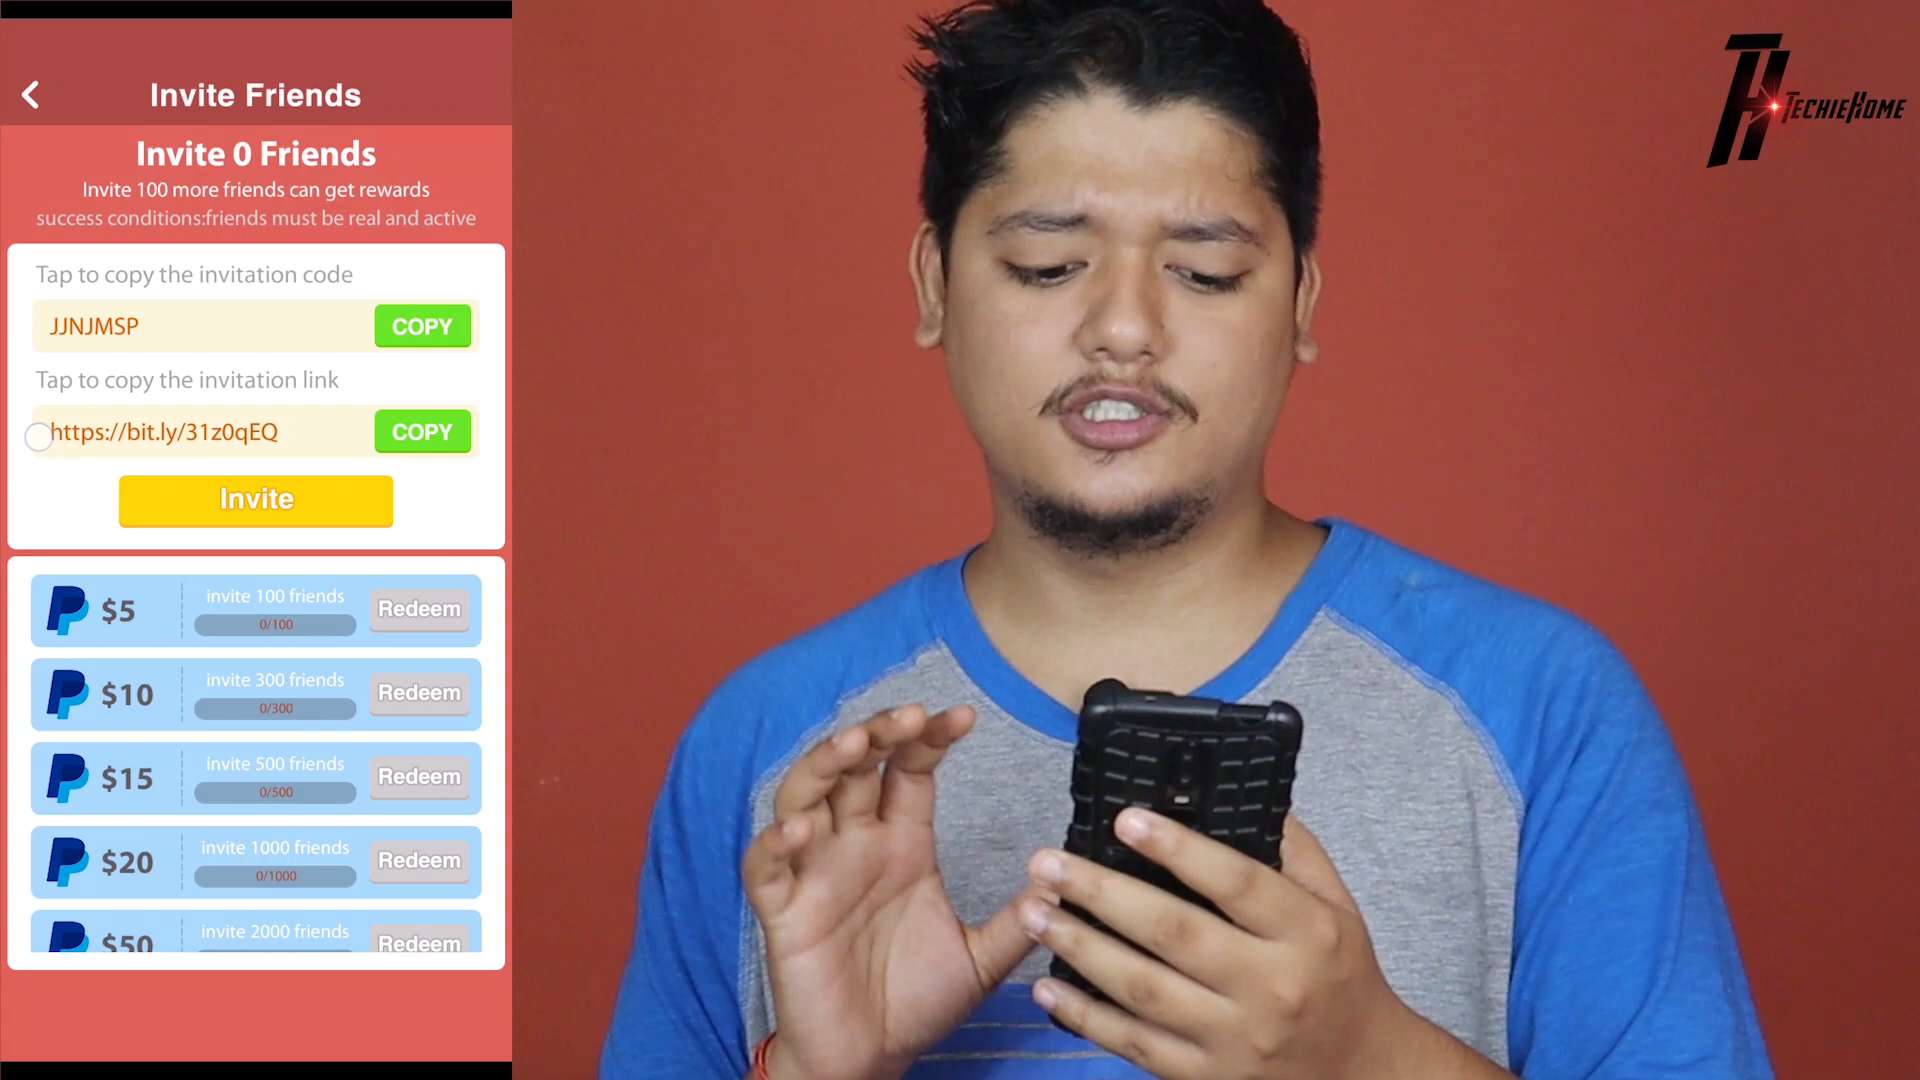 Invite Friends
Invite 0 Friends
Invite 100 more friends can get rewards
success conditions:friends must be real and active
Tap to copy the invitation code
JJNJMSP
COPY
Tap to copy the invitation link
https://bit.ly/31z0qEQ
COPY
Invite
$5
invite 100 friends
0/100
Redeem
$10
invite 300 friends
0/300
Redeem
$15
invite 500 friends
0/500
Redeem
$20
invite 1000 friends
0/1000
Redeem
$50
invite 2000 friends
Redeem
TECHIEHOME